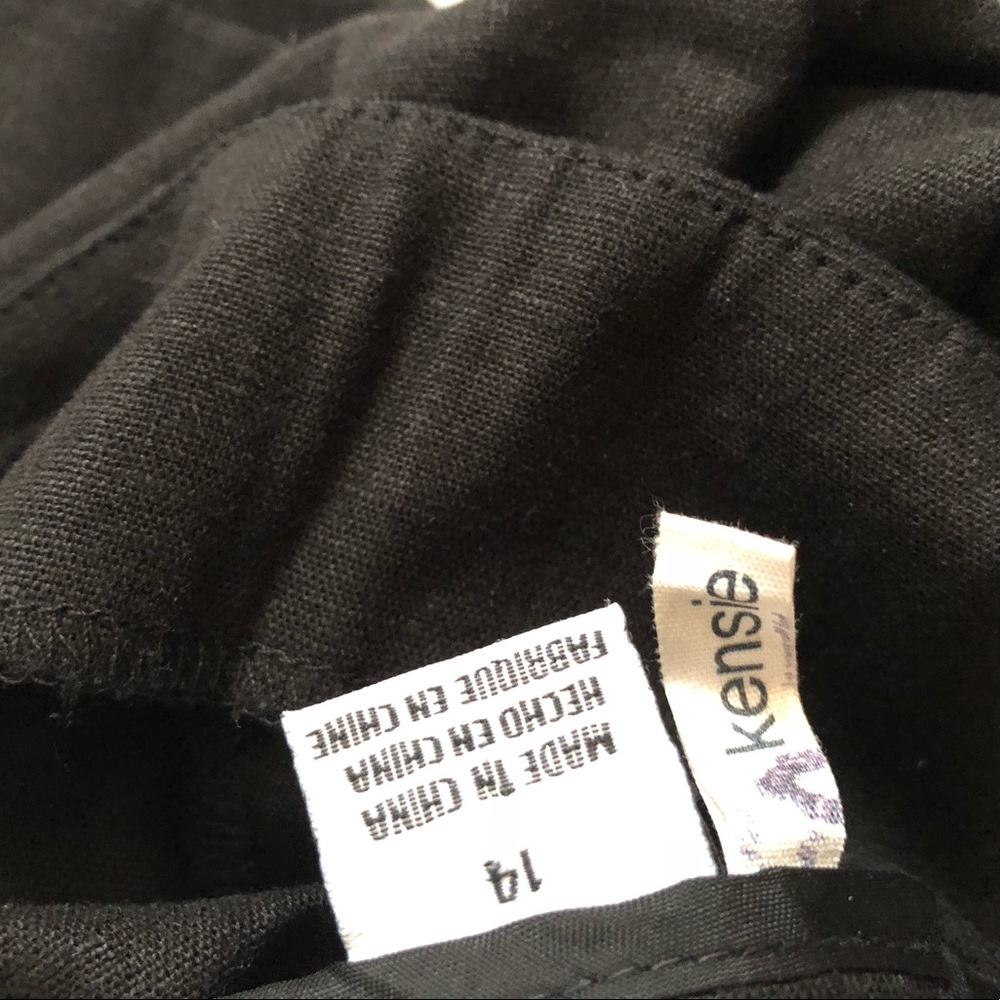 14
MADE IN CHINA
HECHO EN CHINA
FABRIQUE EN CHINE
kensie